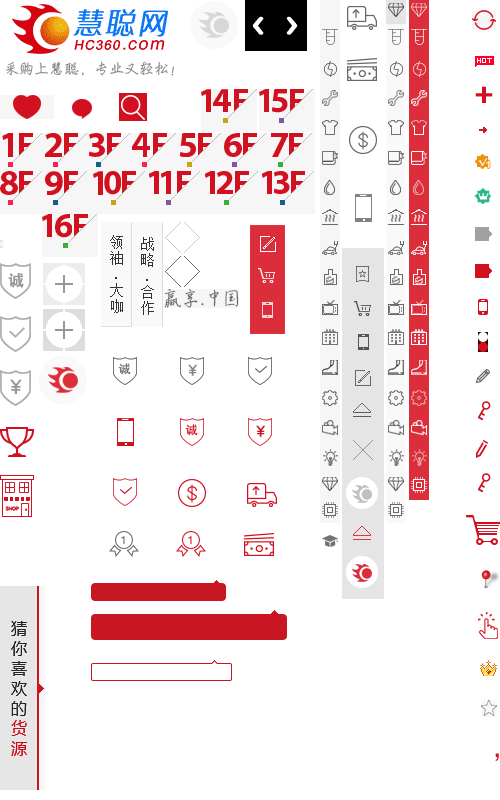 慧聪网
HC360.com
采购上慧聪，专业又轻松！
HOT
14F 15F
1F 2F 3F 4F 5F 6F 7F
8F 9F 10F 11F 12F 13F
16F
领袖·大咖
战略·合作
赢享.中国
诚
¥
诚
¥
诚
¥
$
$
SHOP
1
1
猜你喜欢的货源